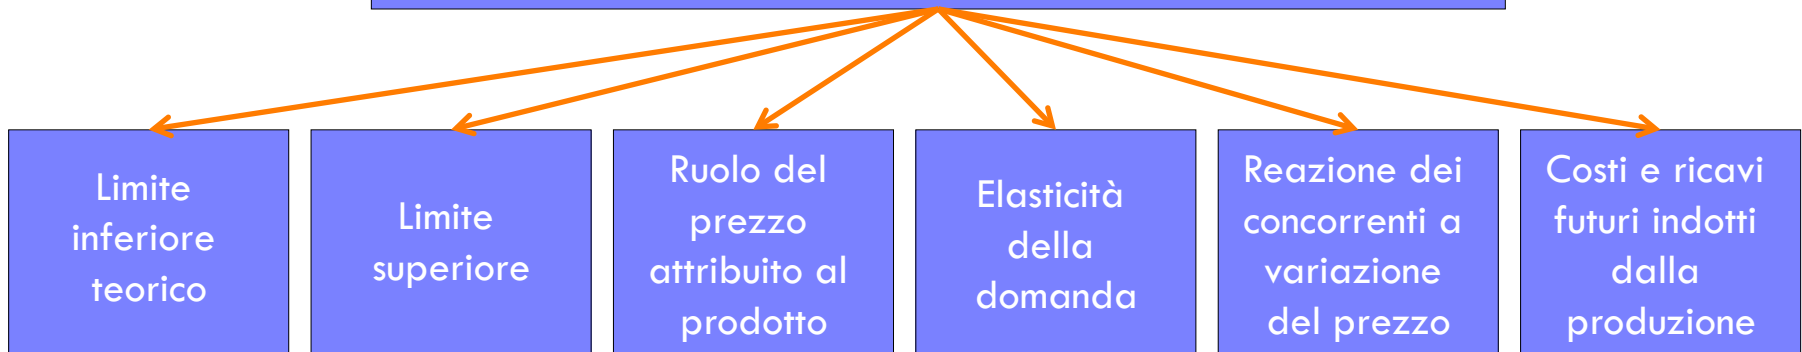 Limite
inferiore
teorico
Limite
superiore
Ruolo del
prezzo
attribuito al
prodotto
Elasticità
della
domanda
Reazione dei
concorrenti a
variazione
del prezzo
Costi e ricavi
futuri indotti
dalla
produzione